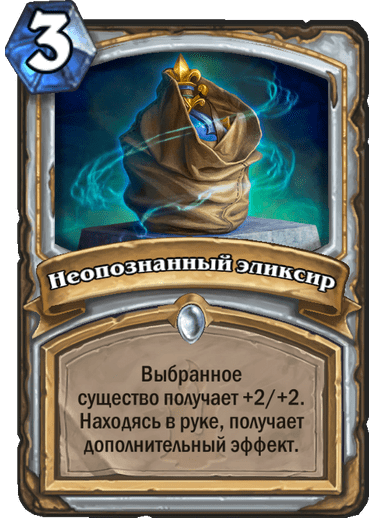 3
Неопознанный эликсир
Выбранное
существо получает +2/+2.
Находясь в руке, получает
дополнительный эффект.